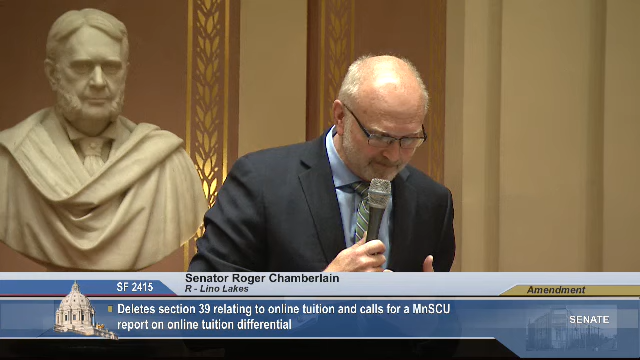 SF 2415
Senator Roger Chamberlain
R - Lino Lakes
Amendment
Deletes section 39 relating to online tuition and calls for a MnSCU
report on online tuition differential
SENATE